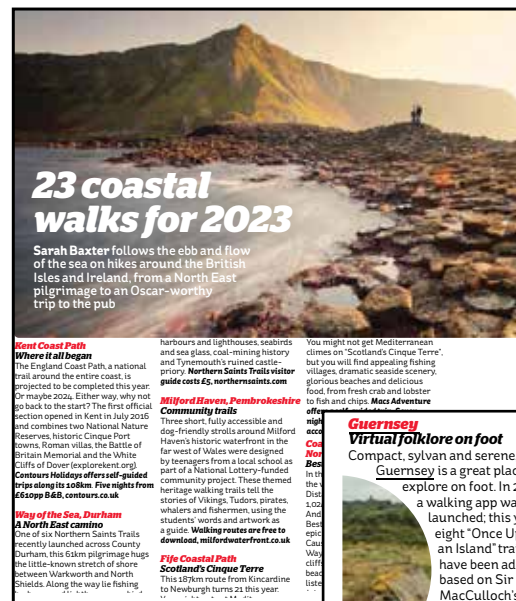 23 coastal
walks for 2023
Sarah Baxter follows the ebb and flow
of the sea on hikes around the British
Isles and Ireland, from a North East
pilgrimage to an Oscar-worthy
trip to the pub
Kent Coast Path
Where it all began
The England Coast Path, a national
trail around the entire coast, is
projected to be completed this year.
Or maybe 2024. Either way, why not
go back to the start? The first official
section opened in Kent in July 2016
and combines two National Nature
Reserves, historic Cinque Port
towns, Roman villas, the Battle of
Britain Memorial and the White
Cliffs of Dover (explorekent.org).
Contours Holidays offers self-guided
trips along its 108km. Five nights from
£610pp B&B, contours.co.uk
Way of the Sea, Durham
A North East camino
One of six Northern Saints Trails
recently launched across County
Durham, this 61km pilgrimage hugs
the little-known stretch of shore
between Warkworth and North
Shields. Along the way lie fishing
harbours and lighthouses, seabirds
and sea glass, coal-mining history
and Tynemouth's ruined castle-
priory. Northern Saints Trails visitor
guide costs £5, northernsaints.com
Milford Haven, Pembrokeshire
Community trails
Three short, fully accessible and
dog-friendly strolls around Milford
Haven's historic waterfront in the
far west of Wales were designed
by teenagers from a local school as
part of a National Lottery-funded
community project. These themed
heritage walking trails tell the
stories of Vikings, Tudors, pirates,
whalers and fishermen, using the
students' words and artwork as
a guide. Walking routes are free to
download, milfordwaterfront.co.uk
Fife Coastal Path
Scotland's Cinque Terre
This 187km route from Kincardine
to Newburgh turns 21 this year.
You might not get Mediterranean
climes on "Scotland's Cinque Terre",
but you will find appealing fishing
villages, dramatic seaside scenery,
glorious beaches and delicious
food, from fresh crab and lobster
to fish and chips. Macs Adventure
Guernsey
Virtual folklore on foot
Compact, sylvan and serene
Guernsey is a great plac
explore on foot. In 2
a walking app wa
launched; this y
eight "Once U
an Island" tra
have been ad
based on Sir
MacCulloch's